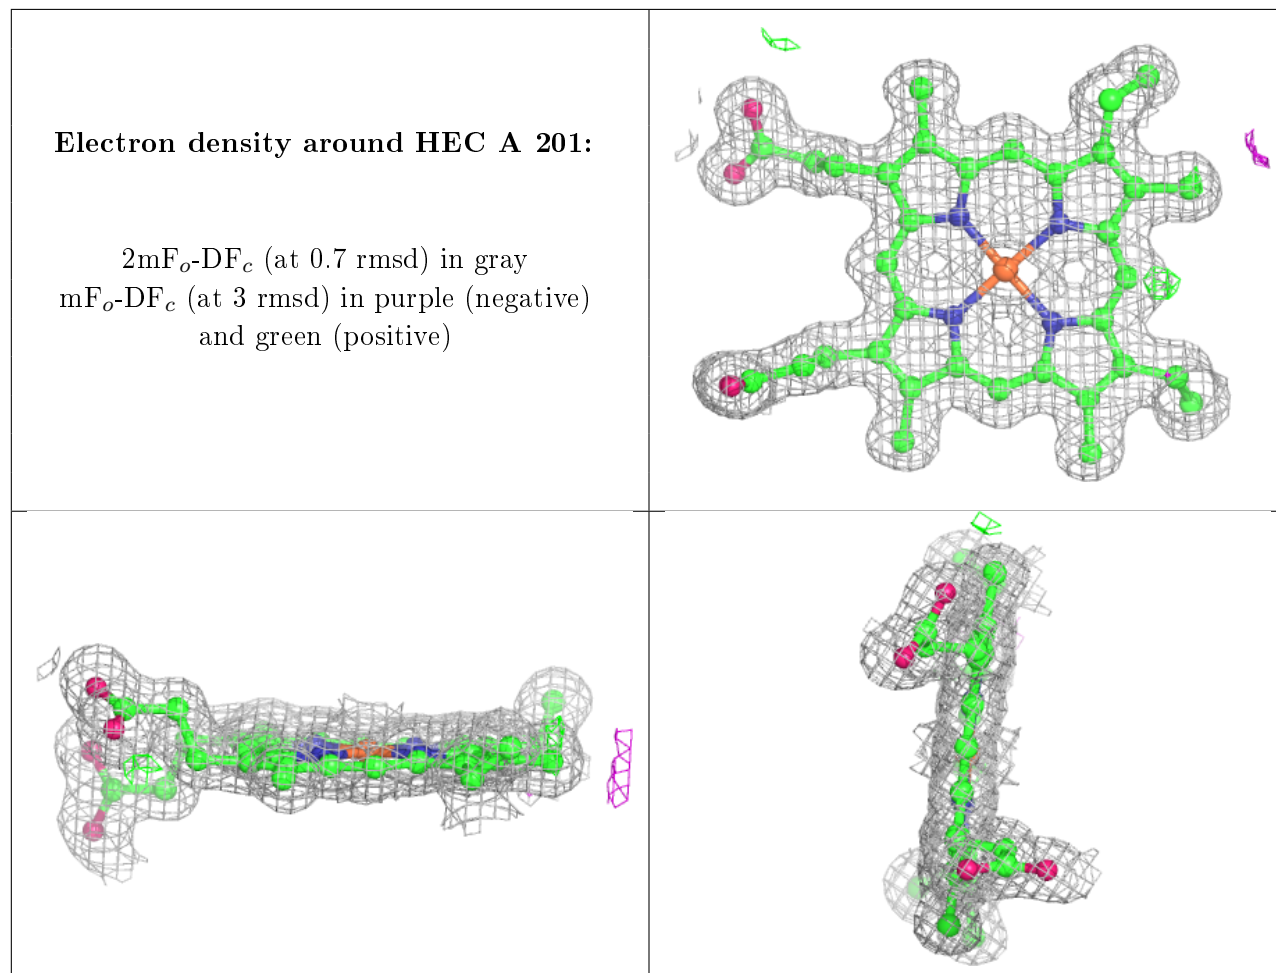 Electron density around HEC A 201:
2mFo-DFc (at 0.7 rmsd) in gray
mFo-DFc (at 3 rmsd) in purple (negative)
and green (positive)